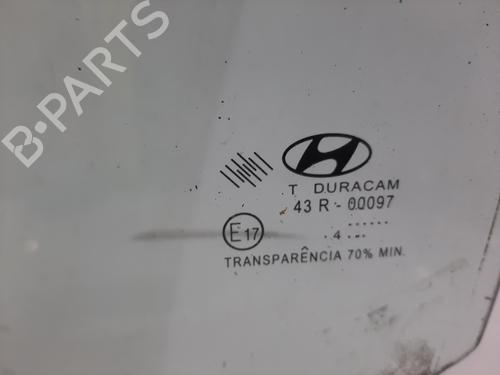 B-PARTS
T DURACAM
43 R - 00097
E17
4
TRANSPARÊNCIA 70% MIN.